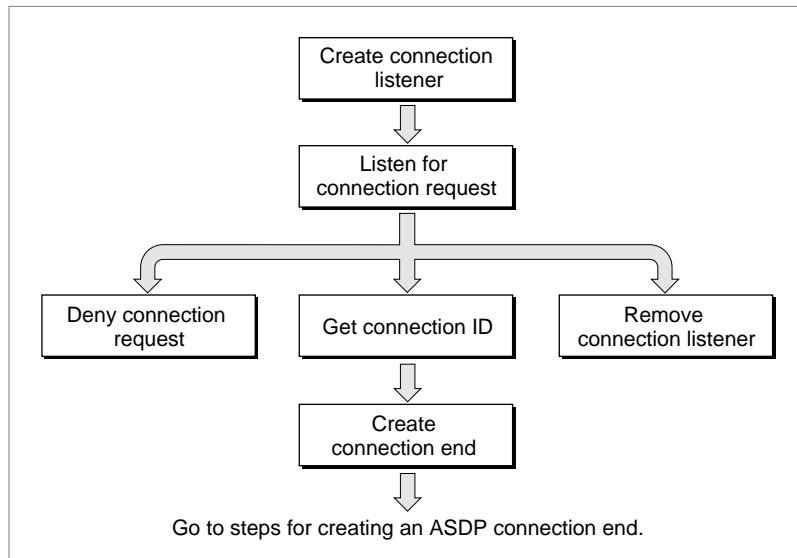 Create connection
listener
Listen for
connection request
Deny connection
request
Get connection ID
Remove
connection listener
Create
connection end
Go to steps for creating an ASDP connection end.